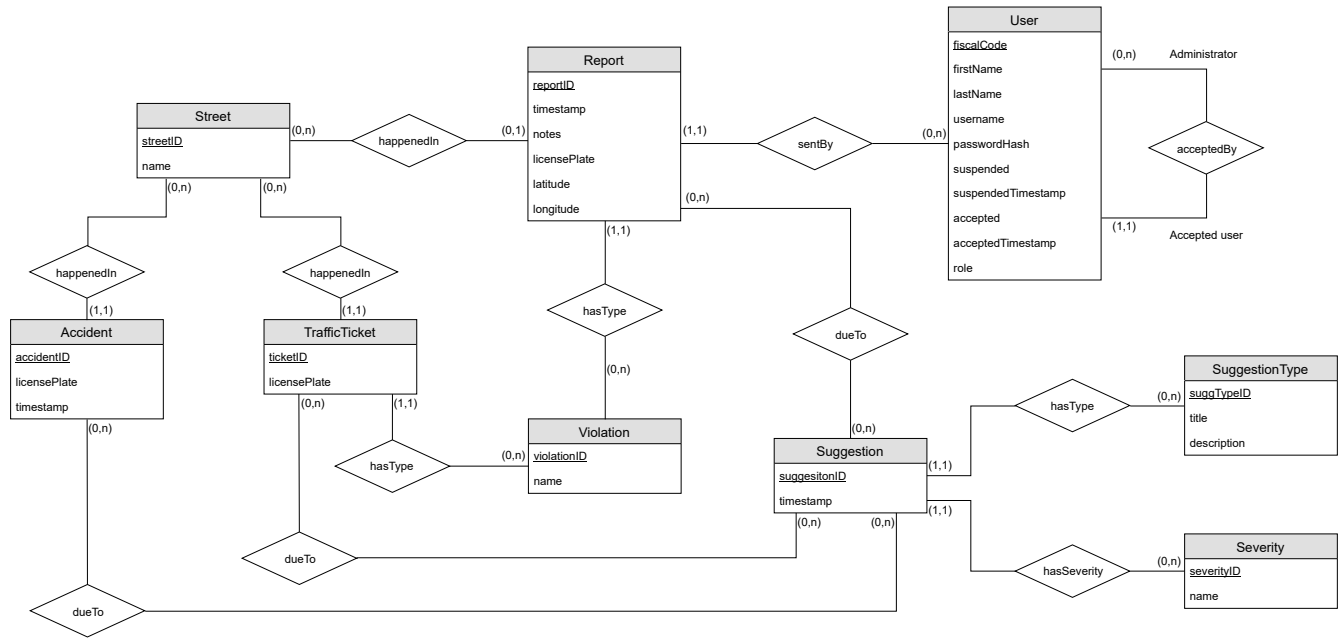 User
fiscalCode
firstName
lastName
username
passwordHash
suspended
suspendedTimestamp
accepted
acceptedTimestamp
role
(0,n)
Administrator
acceptedBy
(1,1)
Accepted user
Report
reportID
timestamp
notes
licensePlate
latitude
longitude
(1,1)
sentBy
(0,n)
Street
streetID
name
(0,n)
happenedIn
(0,1)
(0,n)
(0,n)
(0,n)
(1,1)
happenedIn
happenedIn
(1,1)
(1,1)
hasType
dueTo
Accident
accidentID
licensePlate
timestamp
(0,n)
TrafficTicket
ticketID
licensePlate
(0,n)
(1,1)
(0,n)
hasType
(0,n)
Violation
violationID
name
(0,n)
Suggestion
suggesitonID
timestamp
(0,n)
(0,n)
(1,1)
(1,1)
hasType
(0,n)
SuggestionType
suggTypeID
title
description
hasSeverity
(0,n)
Severity
severityID
name
dueTo
dueTo